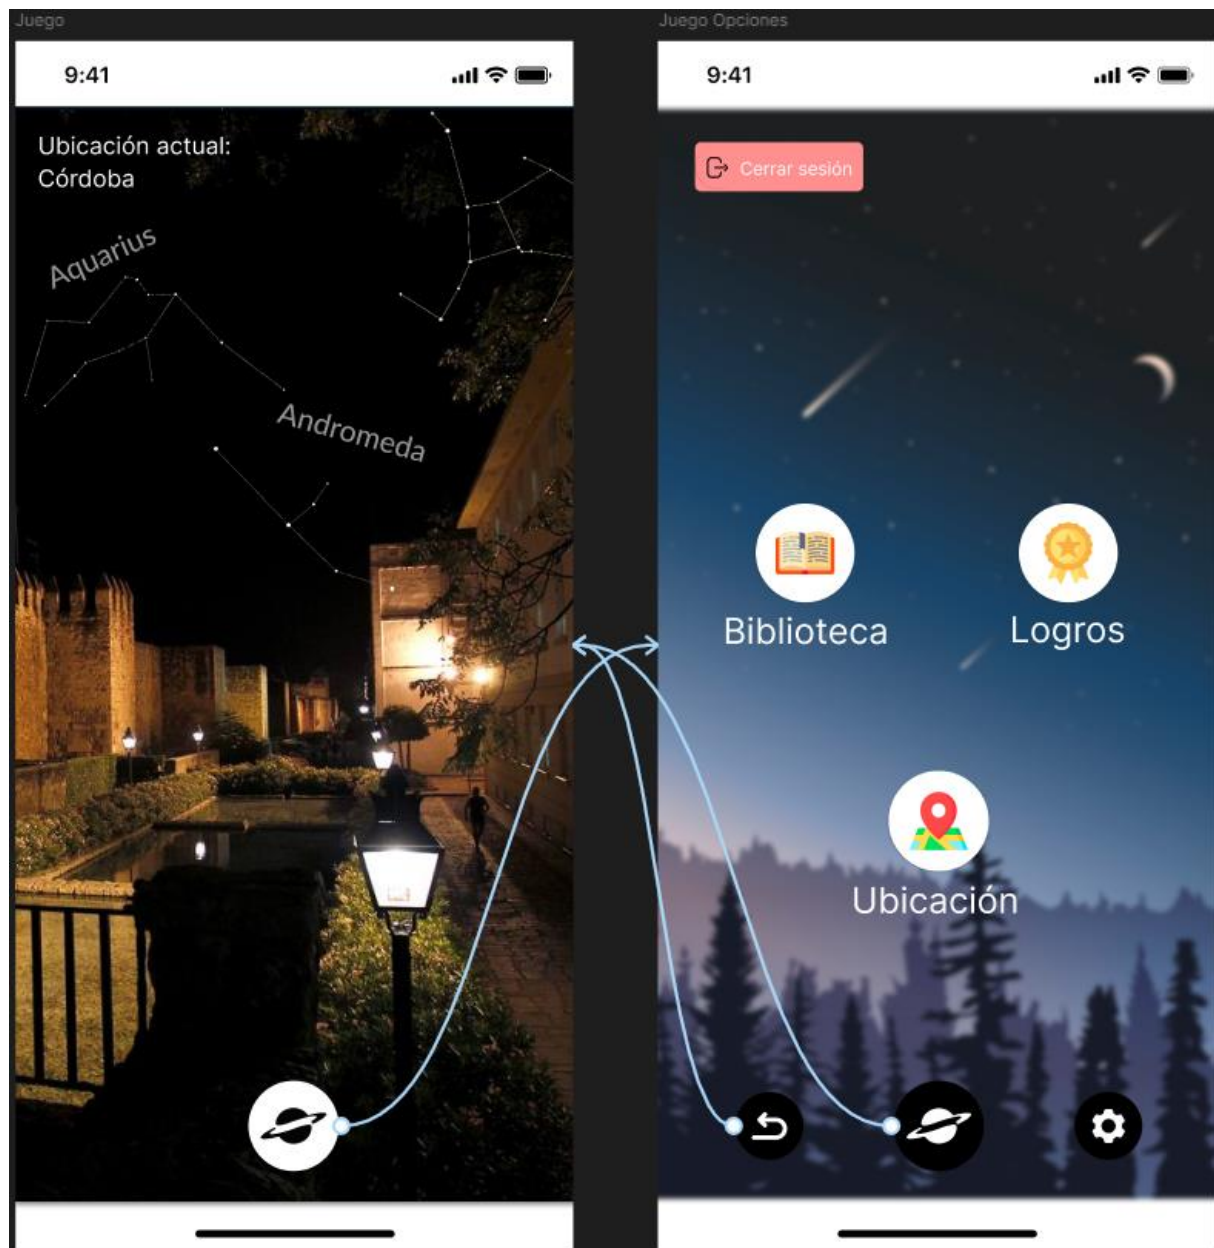 Juego
9:41
Ubicación actual:
Córdoba
Aquarius
Andromeda
Juego Opciones
9:41
Cerrar sesión
Biblioteca
Logros
Ubicación